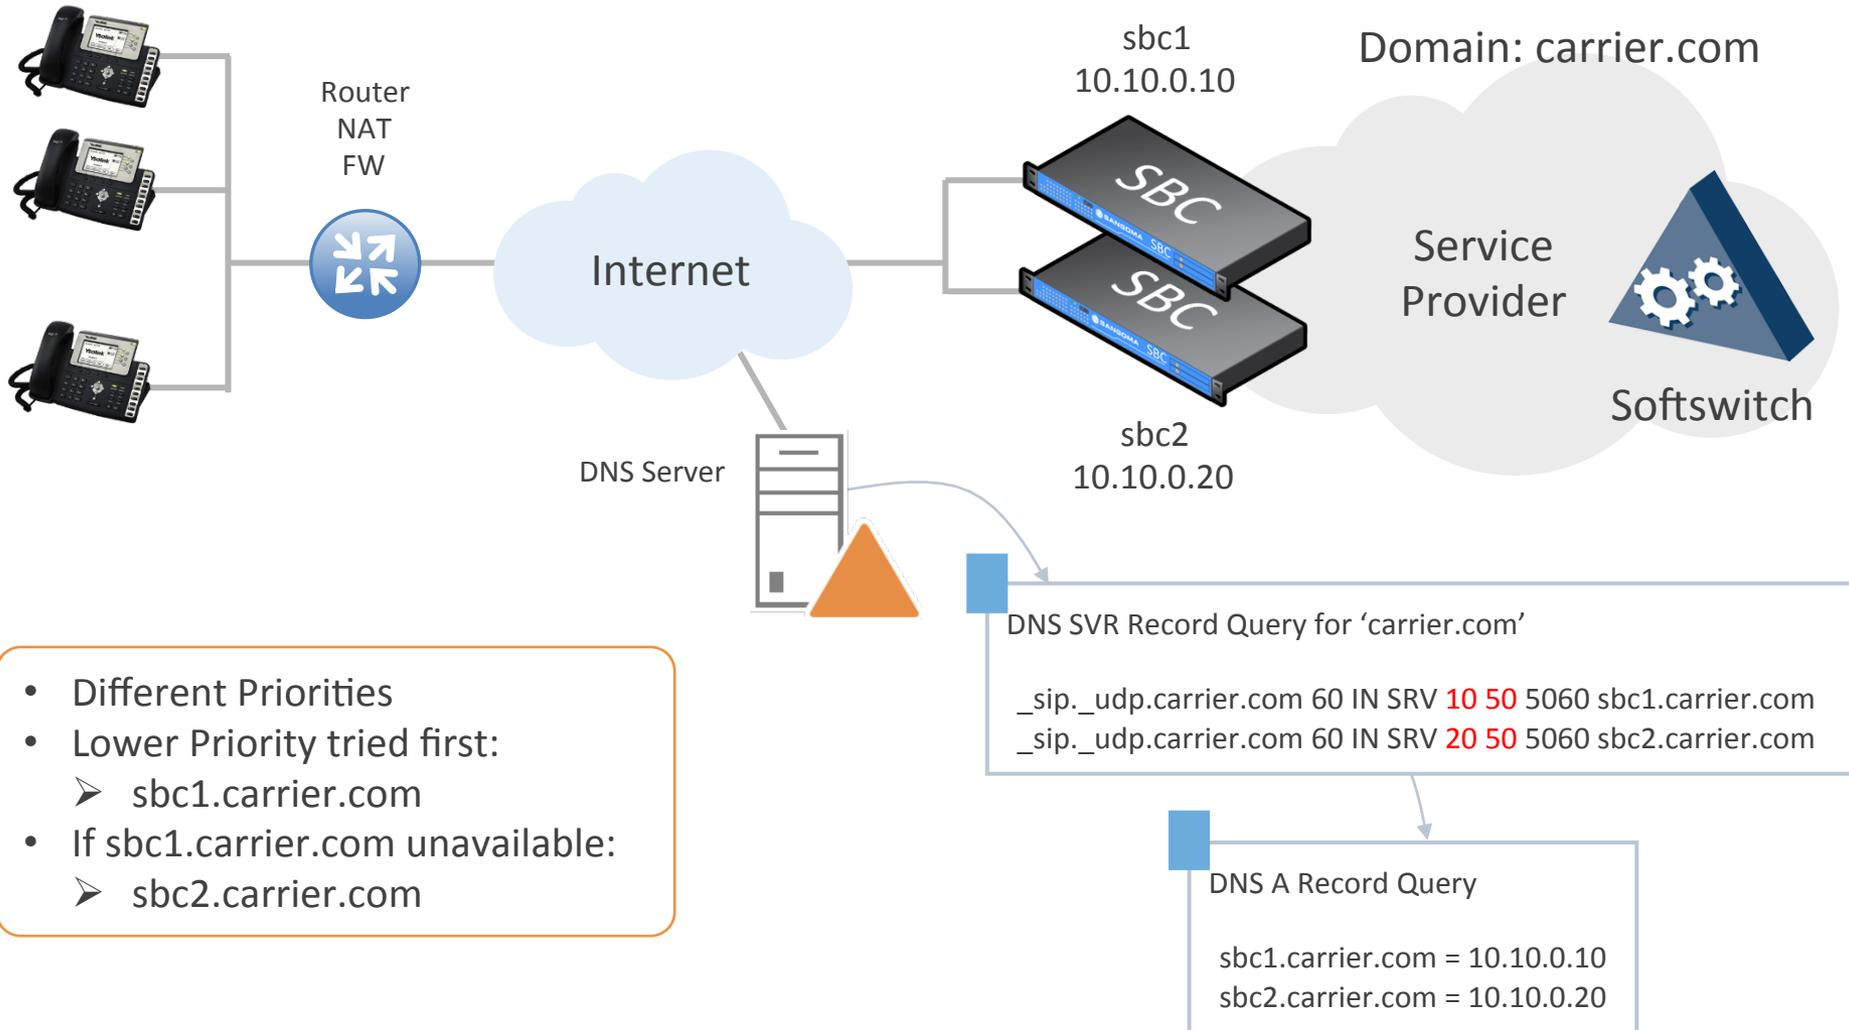 sbc1
10.10.0.10
Domain: carrier.com
Router
NAT
FW
Internet
SBC
SANGOMA SBC
SBC
SANGOMA SBC
Service
Provider
Softswitch
sbc2
10.10.0.20
DNS Server
DNS SVR Record Query for ‘carrier.com’
_sip._udp.carrier.com 60 IN SRV 10 50 5060 sbc1.carrier.com
_sip._udp.carrier.com 60 IN SRV 20 50 5060 sbc2.carrier.com
• Different Priorities
• Lower Priority tried first:
➢ sbc1.carrier.com
• If sbc1.carrier.com unavailable:
➢ sbc2.carrier.com
DNS A Record Query
sbc1.carrier.com = 10.10.0.10
sbc2.carrier.com = 10.10.0.20